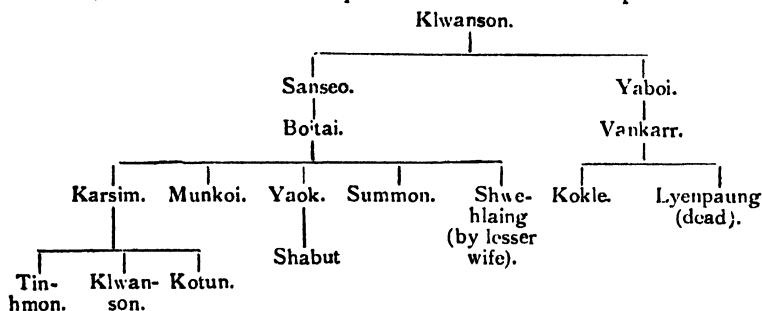 Klwanson.
Sanseo. Yaboi.
Boitai. Vankarr.
Karsim. Munkoi. Yaok. Summon. Shwe- Kokle. Lyenpaung
hlaing (dead).
(by lesser
Shabut wife).
Tin- Klwan- Kotun.
hmon. son.